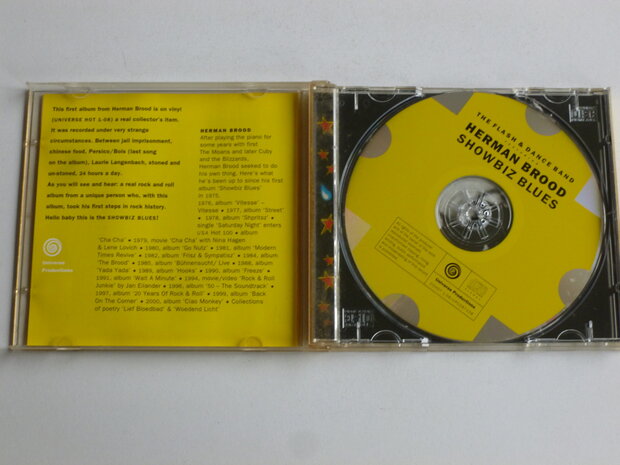 This first album from Herman Brood is on vinyl
(UNIVERSE HOT 1-08) a real collector's item.
It was recorded under very strange
circumstances. Between jail imprisonment,
chinese food, Persico/Bols (last song
on the album), Laurie Langenbach, stoned and
un-stoned, 24 hours a day.
As you will see and hear: a real rock and roll
album from a unique person who, with this
album, took his first steps in rock history.
Hello baby this is the SHOWBIZ BLUES!
Universe
Productions
HERMAN BROOD
After playing the piano for
some years with first
The Moans and later Cuby
and the Blizzards,
Herman Brood seeked to do
his own thing. Here's what
he's been up to since his first
album 'Showbiz Blues'
in 1975.
1976, album 'Vitesse' –
Vitesse • 1977, album 'Street'
• 1978, album 'Shpritsz' •
single 'Saturday Night' enters
USA Hot 100 • album
'Cha Cha' • 1979, movie 'Cha Cha' with Nina Hagen
& Lene Lovich • 1980, album 'Go Nutz' • 1981, album 'Modern
Times Revive' • 1982, album 'Frisz & Sympatisz' • 1984, album
'The Brood' • 1985, album 'Bühnensucht/ Live • 1988, album
'Yada Yada' • 1989, album 'Hooks' • 1990, album 'Freeze' •
1991, album 'Wait A Minute' • 1994, movie/video 'Rock & Roll
Junkie' by Jan Eilander • 1996, album '50 – The Soundtrack' •
1997, album '20 Years Of Rock & Roll' • 1999, album 'Back
On The Corner' • 2000, album 'Ciao Monkey' • Collections
of poetry 'Lief Bloedbad' & 'Woedend Licht'
THE FLASH & DANCE BAND
HERMAN BROOD
SHOWBIZ BLUES
Universe Productions